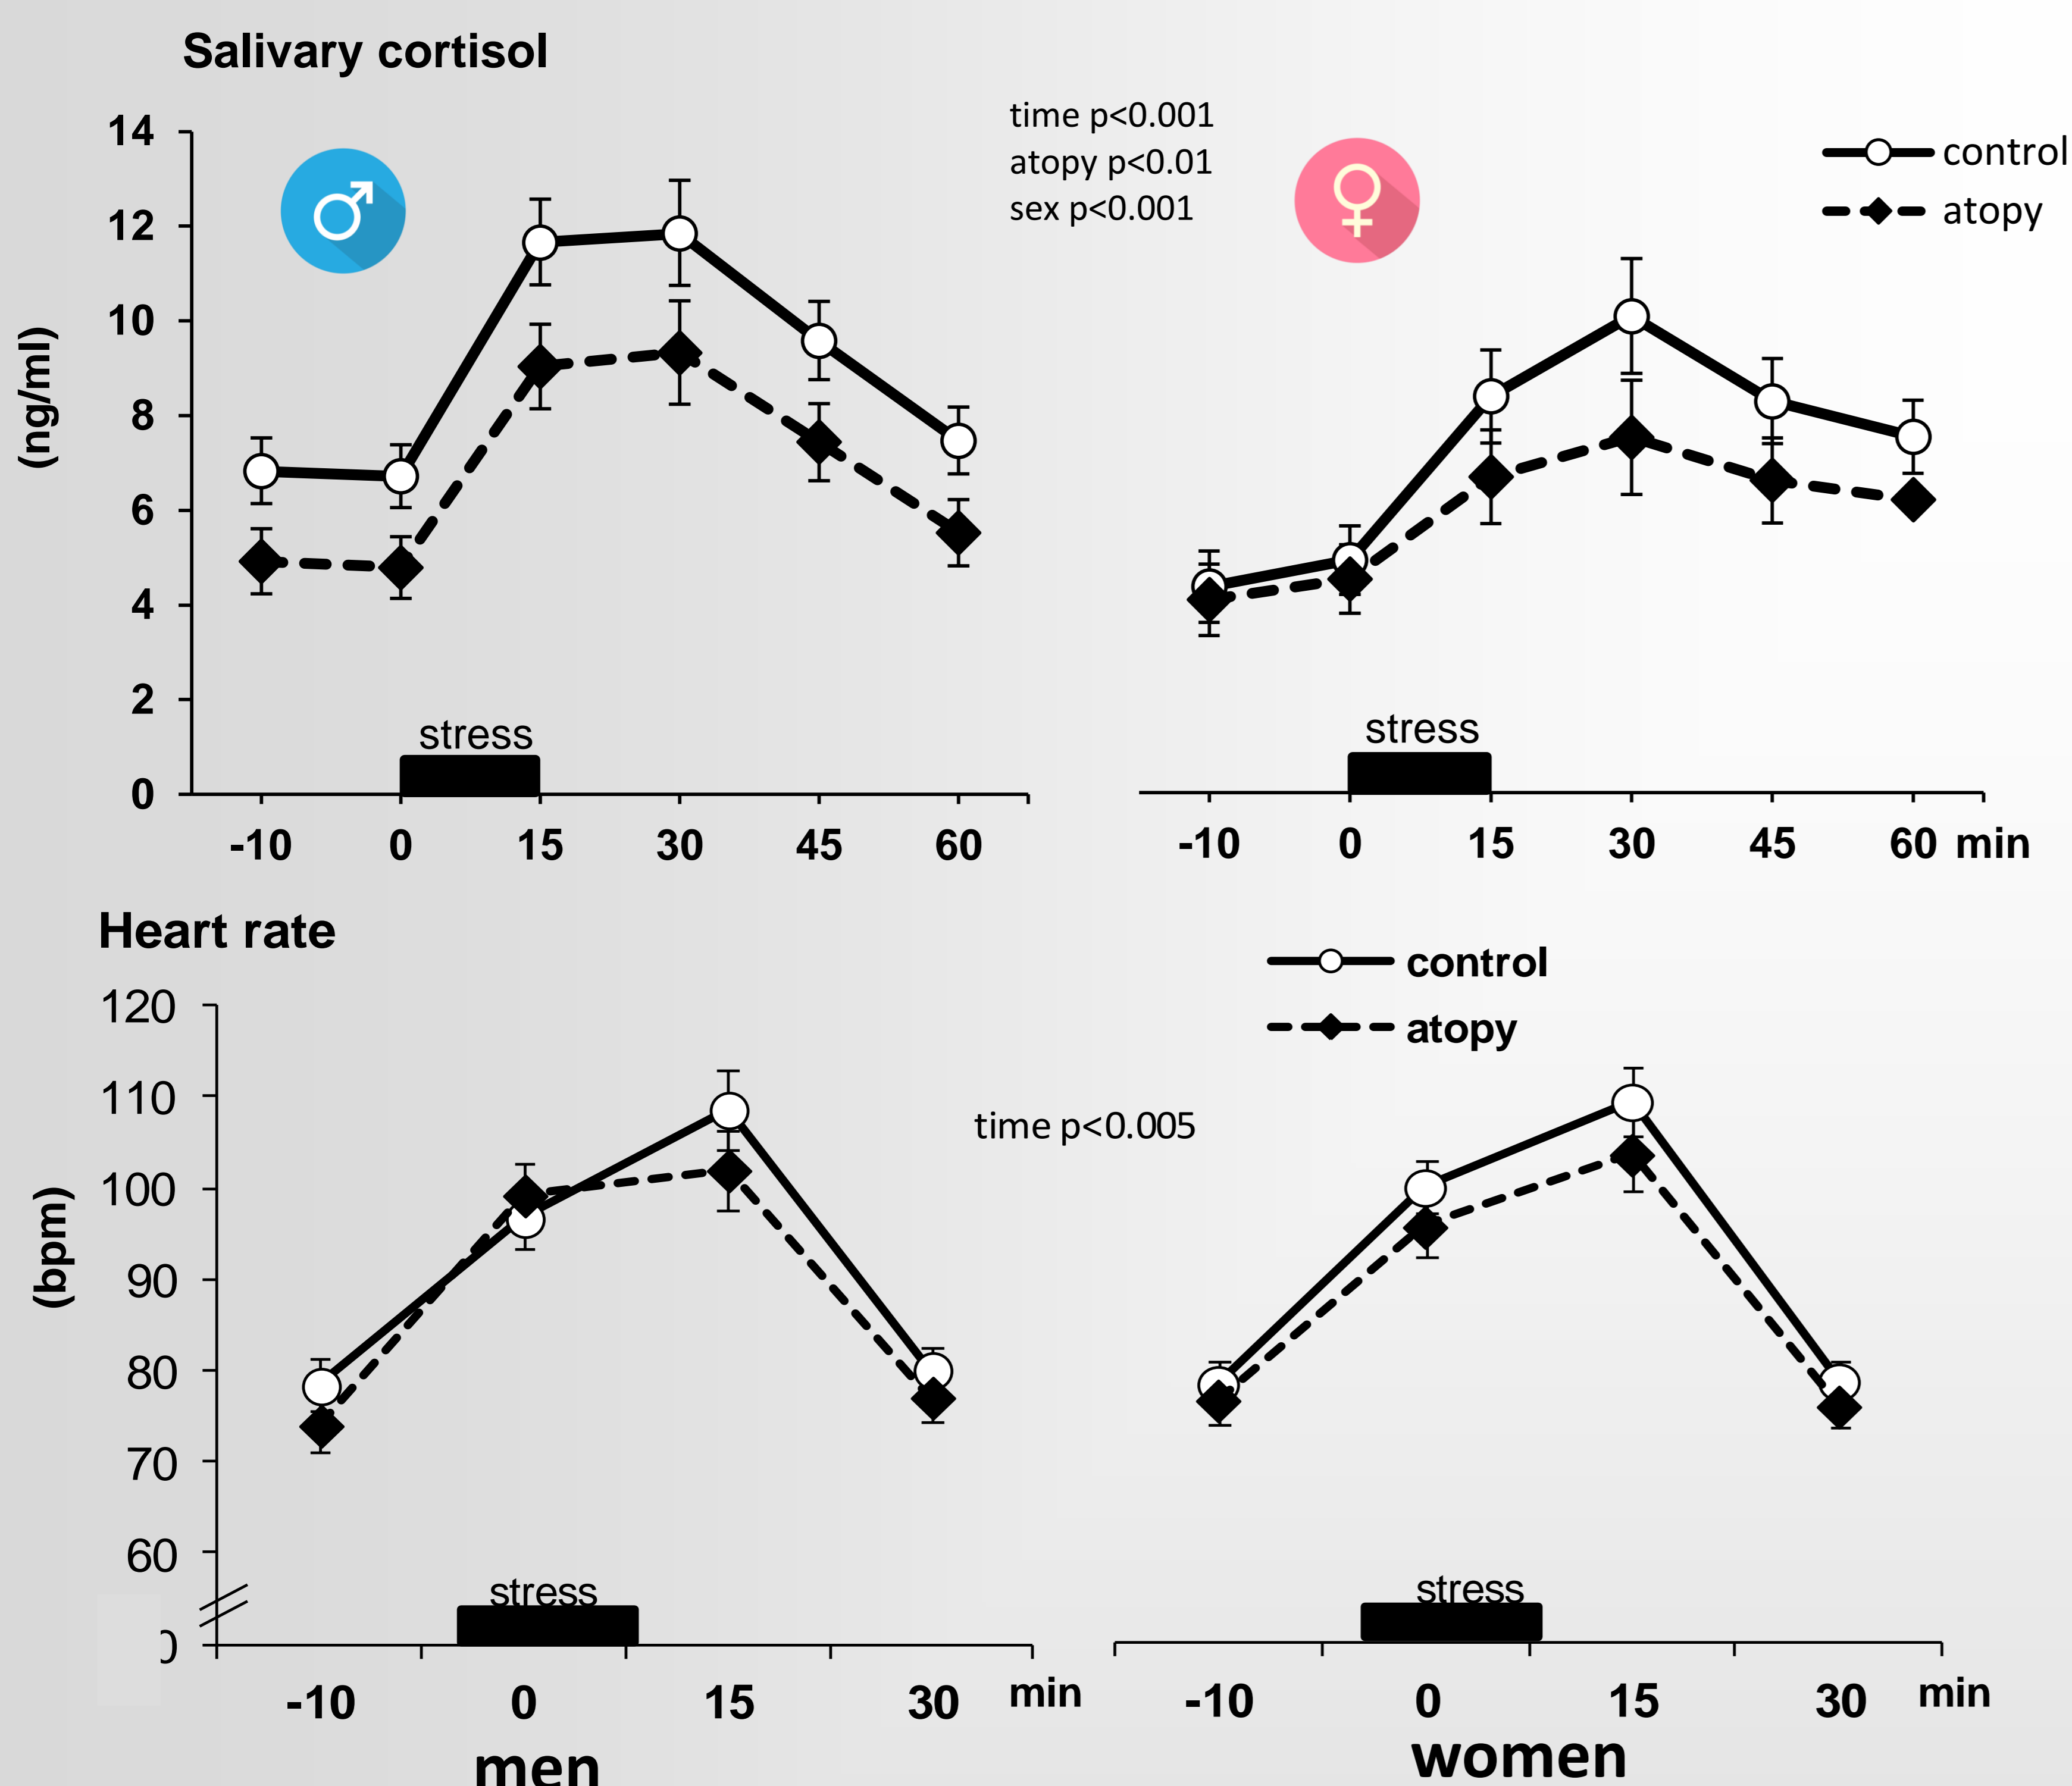 Salivary cortisol
time p<0.001
atopy p<0.01
sex p<0.001
control
atopy
(ng/ml)
14
12
10
8
6
4
2
0
stress
stress
-10 0 15 30 45 60
-10 0 15 30 45 60 min
Heart rate
control
atopy
(bpm)
120
110
100
90
80
70
60
0
time p<0.005
stress
stress
-10 0 15 30 min
-10 0 15 30 min
men
women